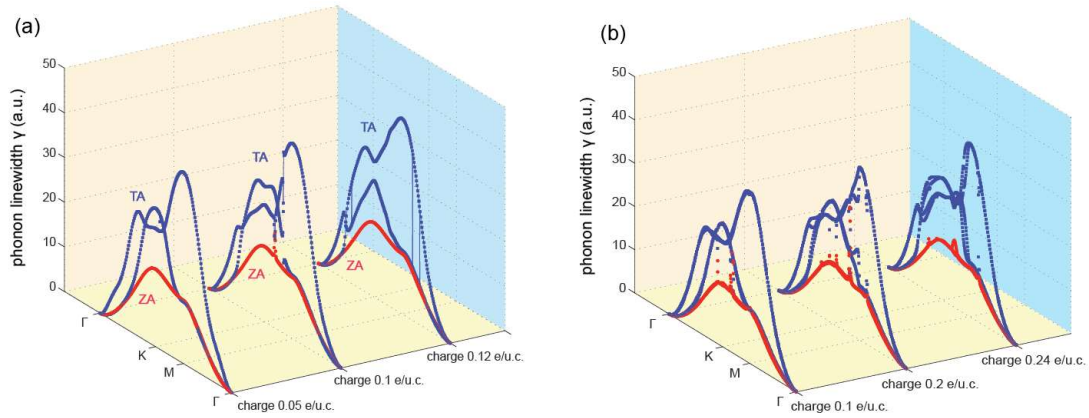 (a)
phonon linewidth γ (a.u.)
50
40
30
20
10
0
TA
TA
TA
ZA
ZA
ZA
Γ
K
M
Γ
charge 0.05 e/u.c.
charge 0.1 e/u.c.
charge 0.12 e/u.c.
(b)
phonon linewidth γ (a.u.)
50
40
30
20
10
0
Γ
K
M
Γ
charge 0.1 e/u.c.
charge 0.2 e/u.c.
charge 0.24 e/u.c.